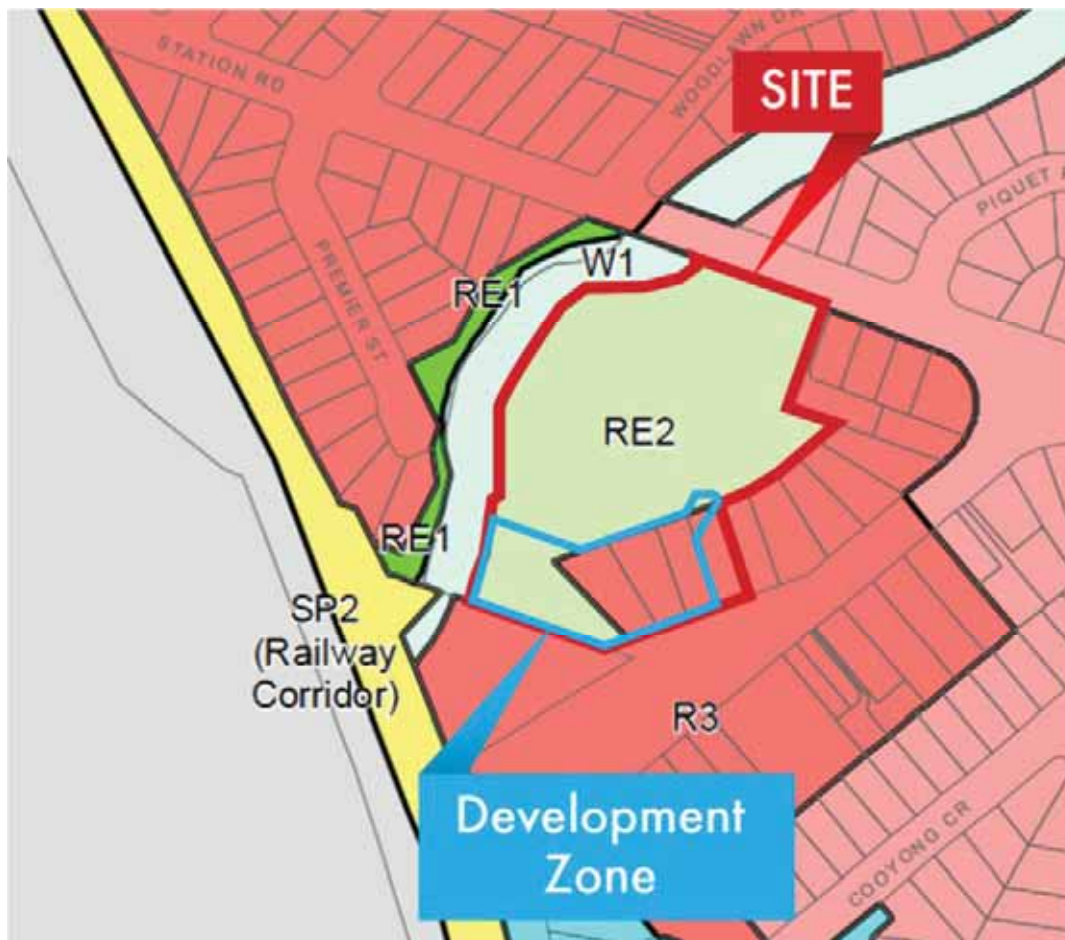 STATION RD
WOODLAWN DR
SITE
PIQUET
PREMIER ST
W1
RE1
RE2
RE1
SP2
(Railway
Corridor)
R3
Development
Zone
COOYONG CR